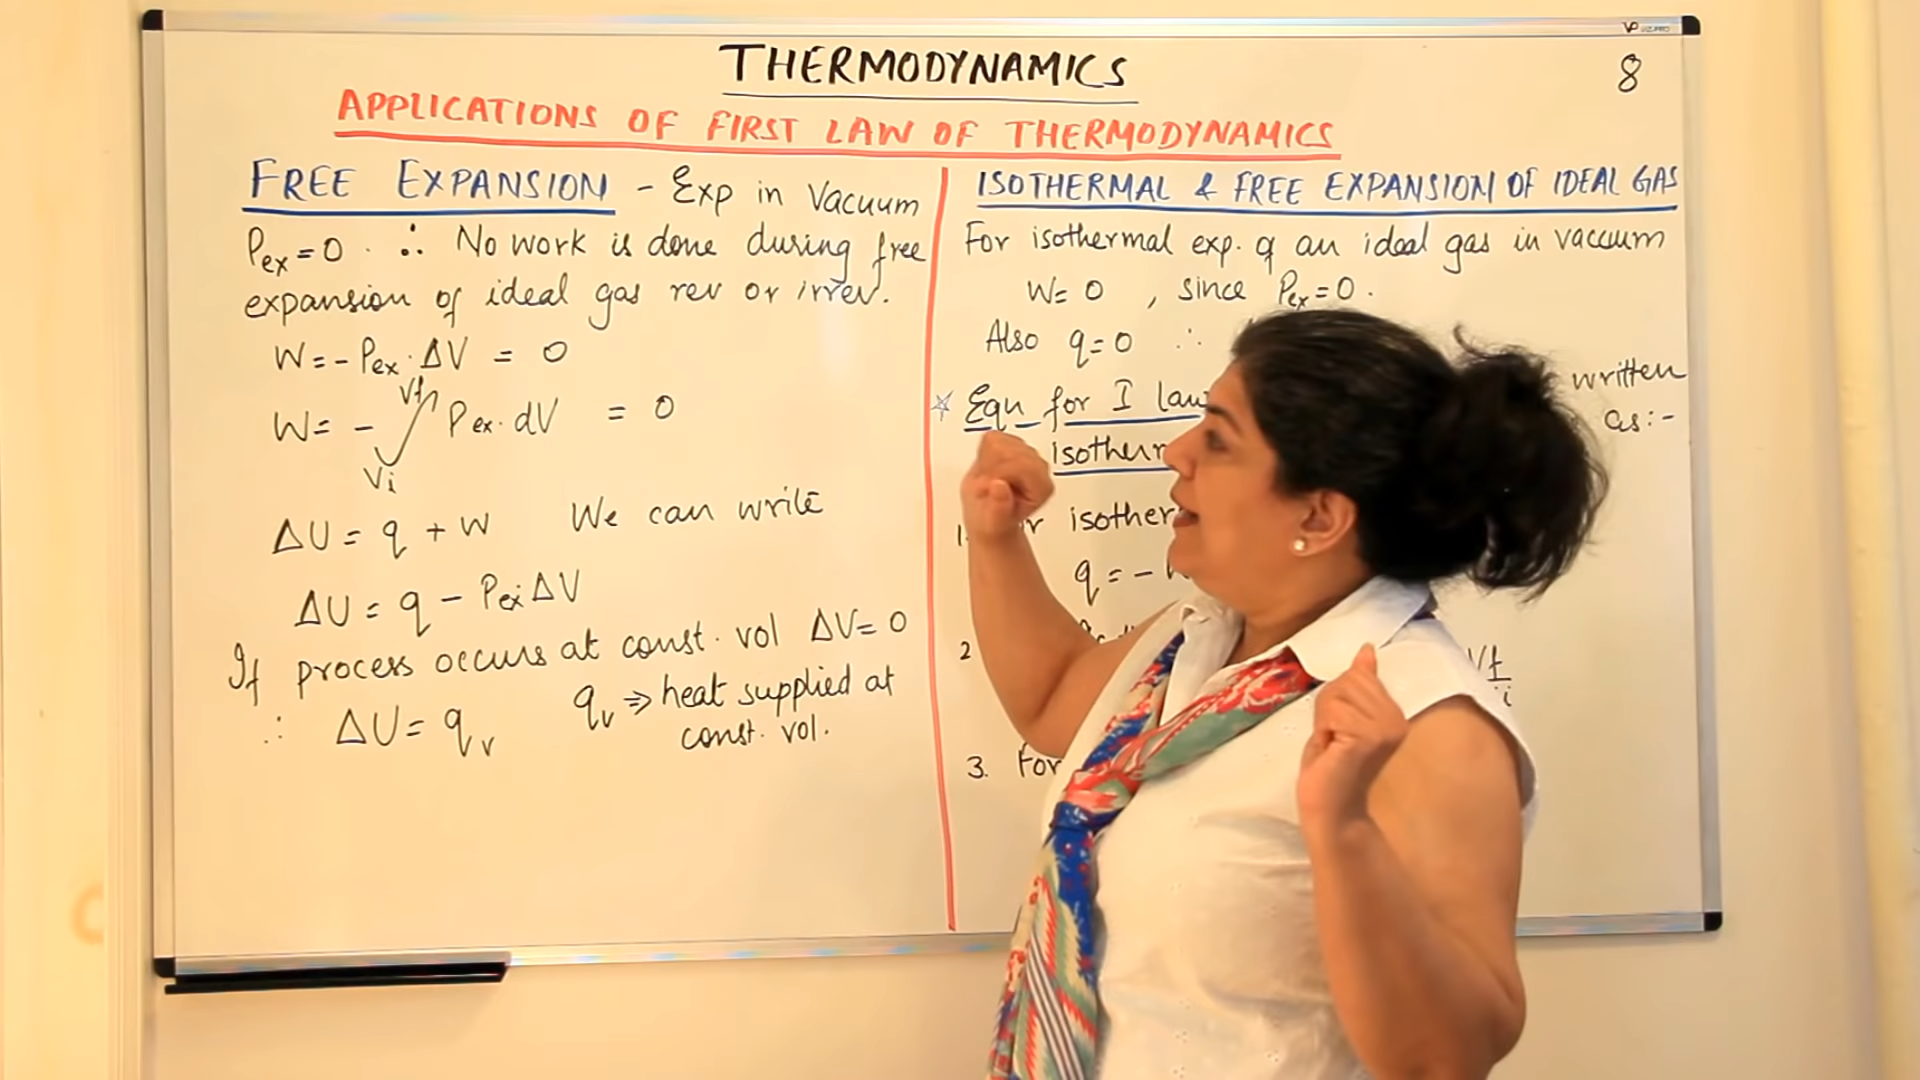 THERMODYNAMICS
8
APPLICATIONS OF FIRST LAW OF THERMODYNAMICS
FREE EXPANSION - Exp in Vacuum
Pex = 0 . ∴ No work is done during free
expansion of ideal gas rev or irrev.
W = - Pex . ΔV = 0
W = - ∫ Vi Vf Pex . dV = 0
ΔU = q + w We can write
ΔU = q - Pex ΔV
If process occurs at const. vol ΔV = 0
∴ ΔU = qv qv ⇒ heat supplied at
const. vol.
ISOTHERMAL & FREE EXPANSION OF IDEAL GAS
For isothermal exp. of an ideal gas in vaccum
W = 0 , since Pex = 0 .
Also q = 0 ∴
☆ Eqn for I law written
as :-
1.
q = -
2
Vf
3. For